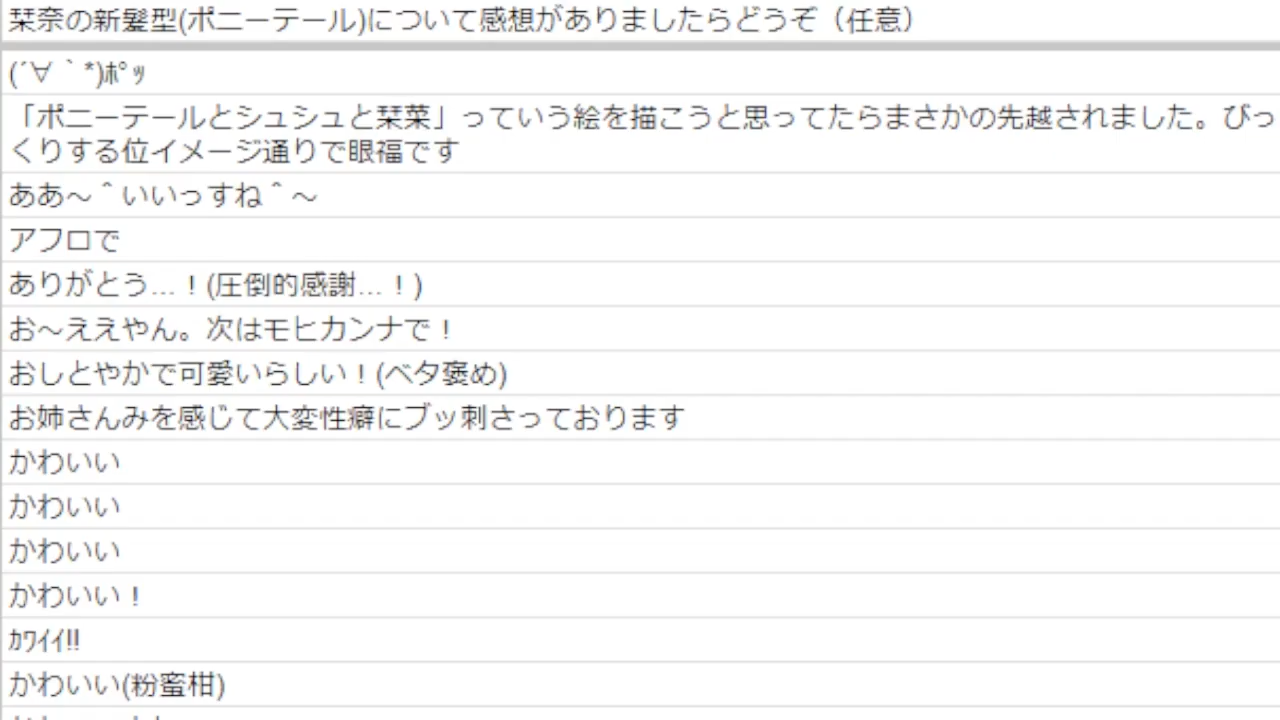 栞奈の新髪型(ポニーテール)について感想がありましたらどうぞ（任意）
(´∀｀*)ﾎﾟｯ
「ポニーテールとシュシュと栞菜」っていう絵を描こうと思ってたらまさかの先越されました。びっ
くりする位イメージ通りで眼福です
ああ～＾いいっすね＾～
アフロで
ありがとう…！(圧倒的感謝…！)
お～ええやん。次はモヒカンナで！
おしとやかで可愛いらしい！(ベタ褒め)
お姉さんみを感じて大変性癖にブッ刺さっております
かわいい
かわいい
かわいい
かわいい！
ｶﾜｲｲ!!
かわいい(粉蜜柑)